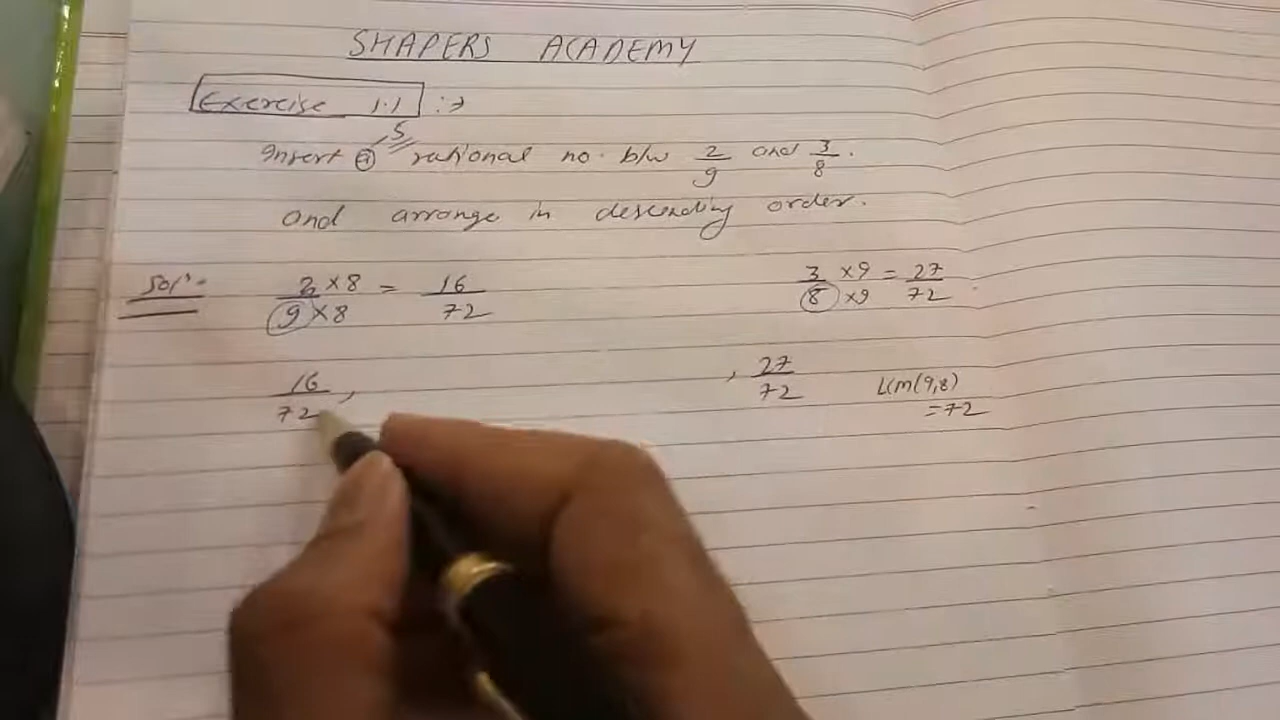 SHAPERS ACADEMY
Exercise 1.1 :→
5
Insert a rational no. b/w 2/9 and 3/8.
and arrange in descending order.
Solⁿ- 2×8/9×8 = 16/72 3×9/8×9 = 27/72
16/72, , 27/72 LCM(9,8)
=72